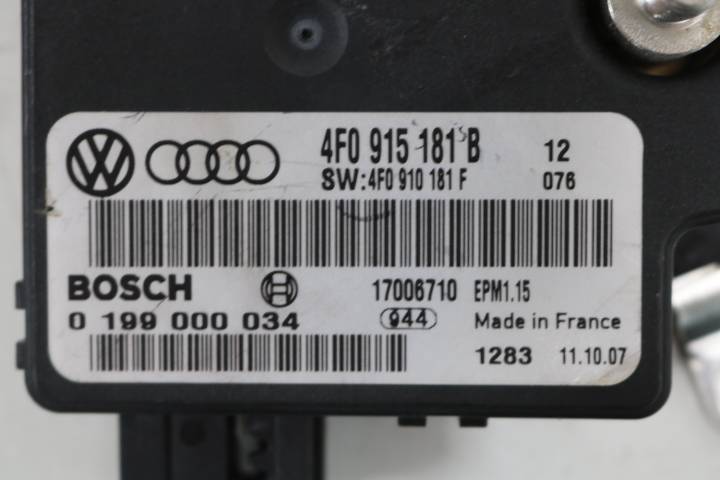 4F0 915 181 B 12
SW:4F0 910 181 F 076
BOSCH 17006710 EPM1.15
0 199 000 034 944 Made in France
1283 11.10.07